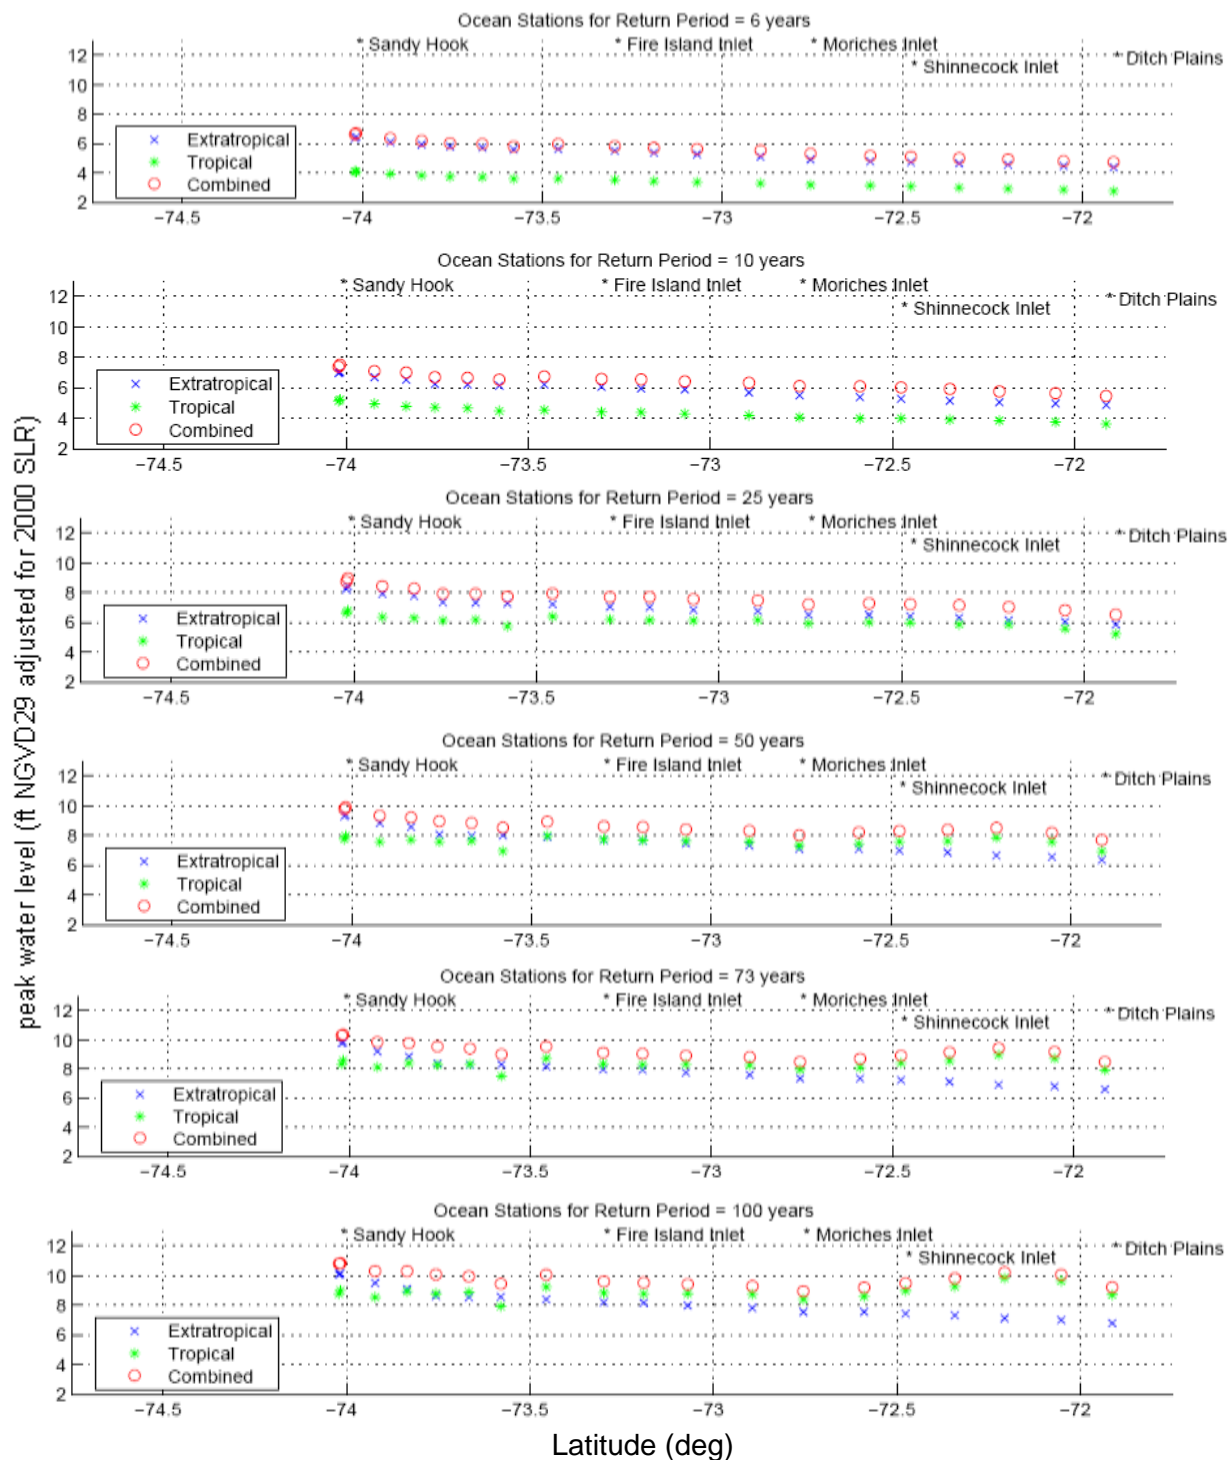 Ocean Stations for Return Period = 6 years
* Sandy Hook * Fire Island Inlet * Moriches Inlet
* Shinnecock Inlet * Ditch Plains
12
10
8
6
4
2
Extratropical
Tropical
Combined
−74.5 −74 −73.5 −73 −72.5 −72
Ocean Stations for Return Period = 10 years
* Sandy Hook * Fire Island Inlet * Moriches Inlet
* Shinnecock Inlet * Ditch Plains
12
10
8
6
4
2
Extratropical
Tropical
Combined
−74.5 −74 −73.5 −73 −72.5 −72
Ocean Stations for Return Period = 25 years
* Sandy Hook * Fire Island Inlet * Moriches Inlet
* Shinnecock Inlet * Ditch Plains
12
10
8
6
4
2
Extratropical
Tropical
Combined
−74.5 −74 −73.5 −73 −72.5 −72
peak water level (ft NGVD29 adjusted for 2000 SLR)
Ocean Stations for Return Period = 50 years
* Sandy Hook * Fire Island Inlet * Moriches Inlet
* Shinnecock Inlet * Ditch Plains
12
10
8
6
4
2
Extratropical
Tropical
Combined
−74.5 −74 −73.5 −73 −72.5 −72
Ocean Stations for Return Period = 73 years
* Sandy Hook * Fire Island Inlet * Moriches Inlet
* Shinnecock Inlet * Ditch Plains
12
10
8
6
4
2
Extratropical
Tropical
Combined
−74.5 −74 −73.5 −73 −72.5 −72
Ocean Stations for Return Period = 100 years
* Sandy Hook * Fire Island Inlet * Moriches Inlet
* Shinnecock Inlet * Ditch Plains
12
10
8
6
4
2
Extratropical
Tropical
Combined
−74.5 −74 −73.5 −73 −72.5 −72
Latitude (deg)